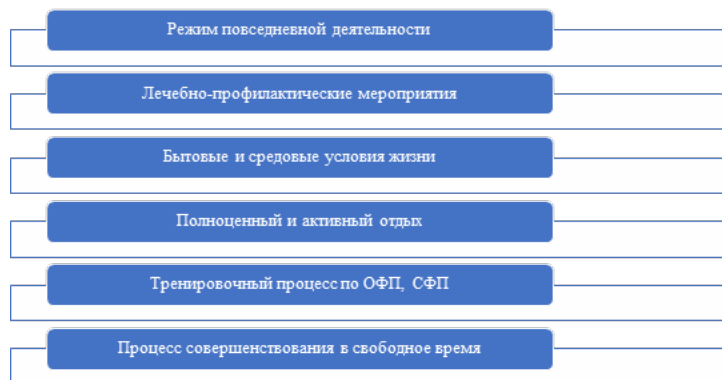 Режим повседневной деятельности
Лечебно-профилактические мероприятия
Бытовые и средовые условия жизни
Полноценный и активный отдых
Тренировочный процесс по ОФП, СФП
Процесс совершенствования в свободное время